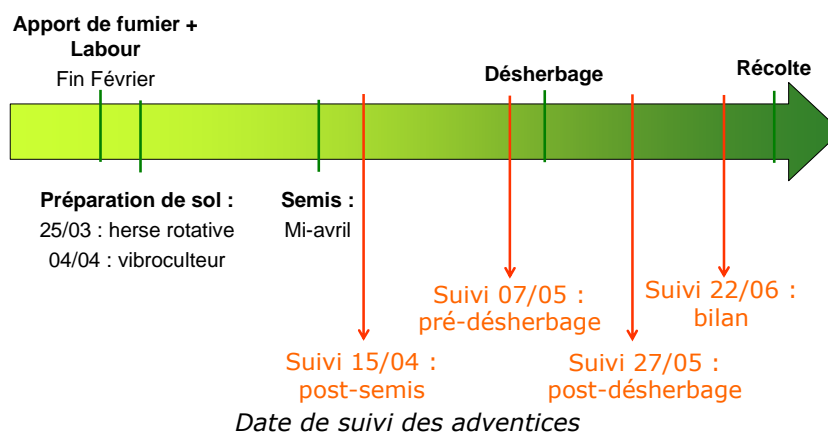 Apport de fumier +
Labour
Fin Février
Désherbage
Récolte
Préparation de sol :
25/03 : herse rotative
04/04 : vibroculteur
Semis :
Mi-avril
Suivi 07/05 :
pré-désherbage
Suivi 22/06 :
bilan
Suivi 15/04 :
post-semis
Suivi 27/05 :
post-désherbage
Date de suivi des adventices